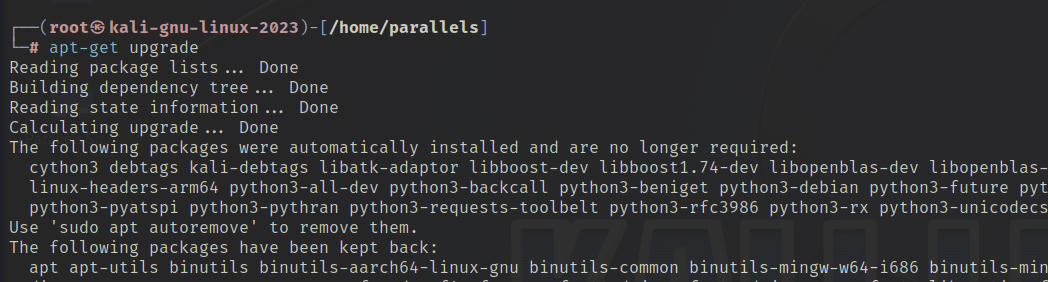 ┌──(root㉿kali-gnu-linux-2023)-[/home/parallels]
└─# apt-get upgrade
Reading package lists... Done
Building dependency tree... Done
Reading state information... Done
Calculating upgrade... Done
The following packages were automatically installed and are no longer required:
cython3 debtags kali-debtags libatk-adaptor libboost-dev libboost1.74-dev libopenblas-dev libopenblas-
linux-headers-arm64 python3-all-dev python3-backcall python3-beniget python3-debian python3-future pyt
python3-pyatspi python3-pythran python3-requests-toolbelt python3-rfc3986 python3-rx python3-unicodecs
Use 'sudo apt autoremove' to remove them.
The following packages have been kept back:
apt apt-utils binutils binutils-aarch64-linux-gnu binutils-common binutils-mingw-w64-i686 binutils-min